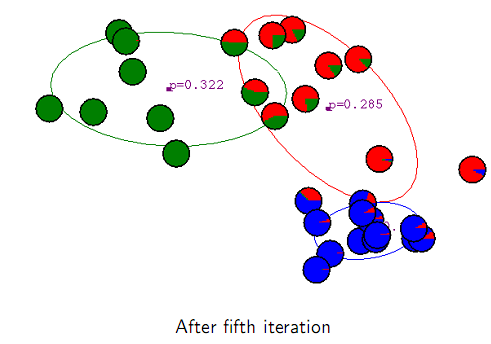 p=0.322
p=0.285
After fifth iteration